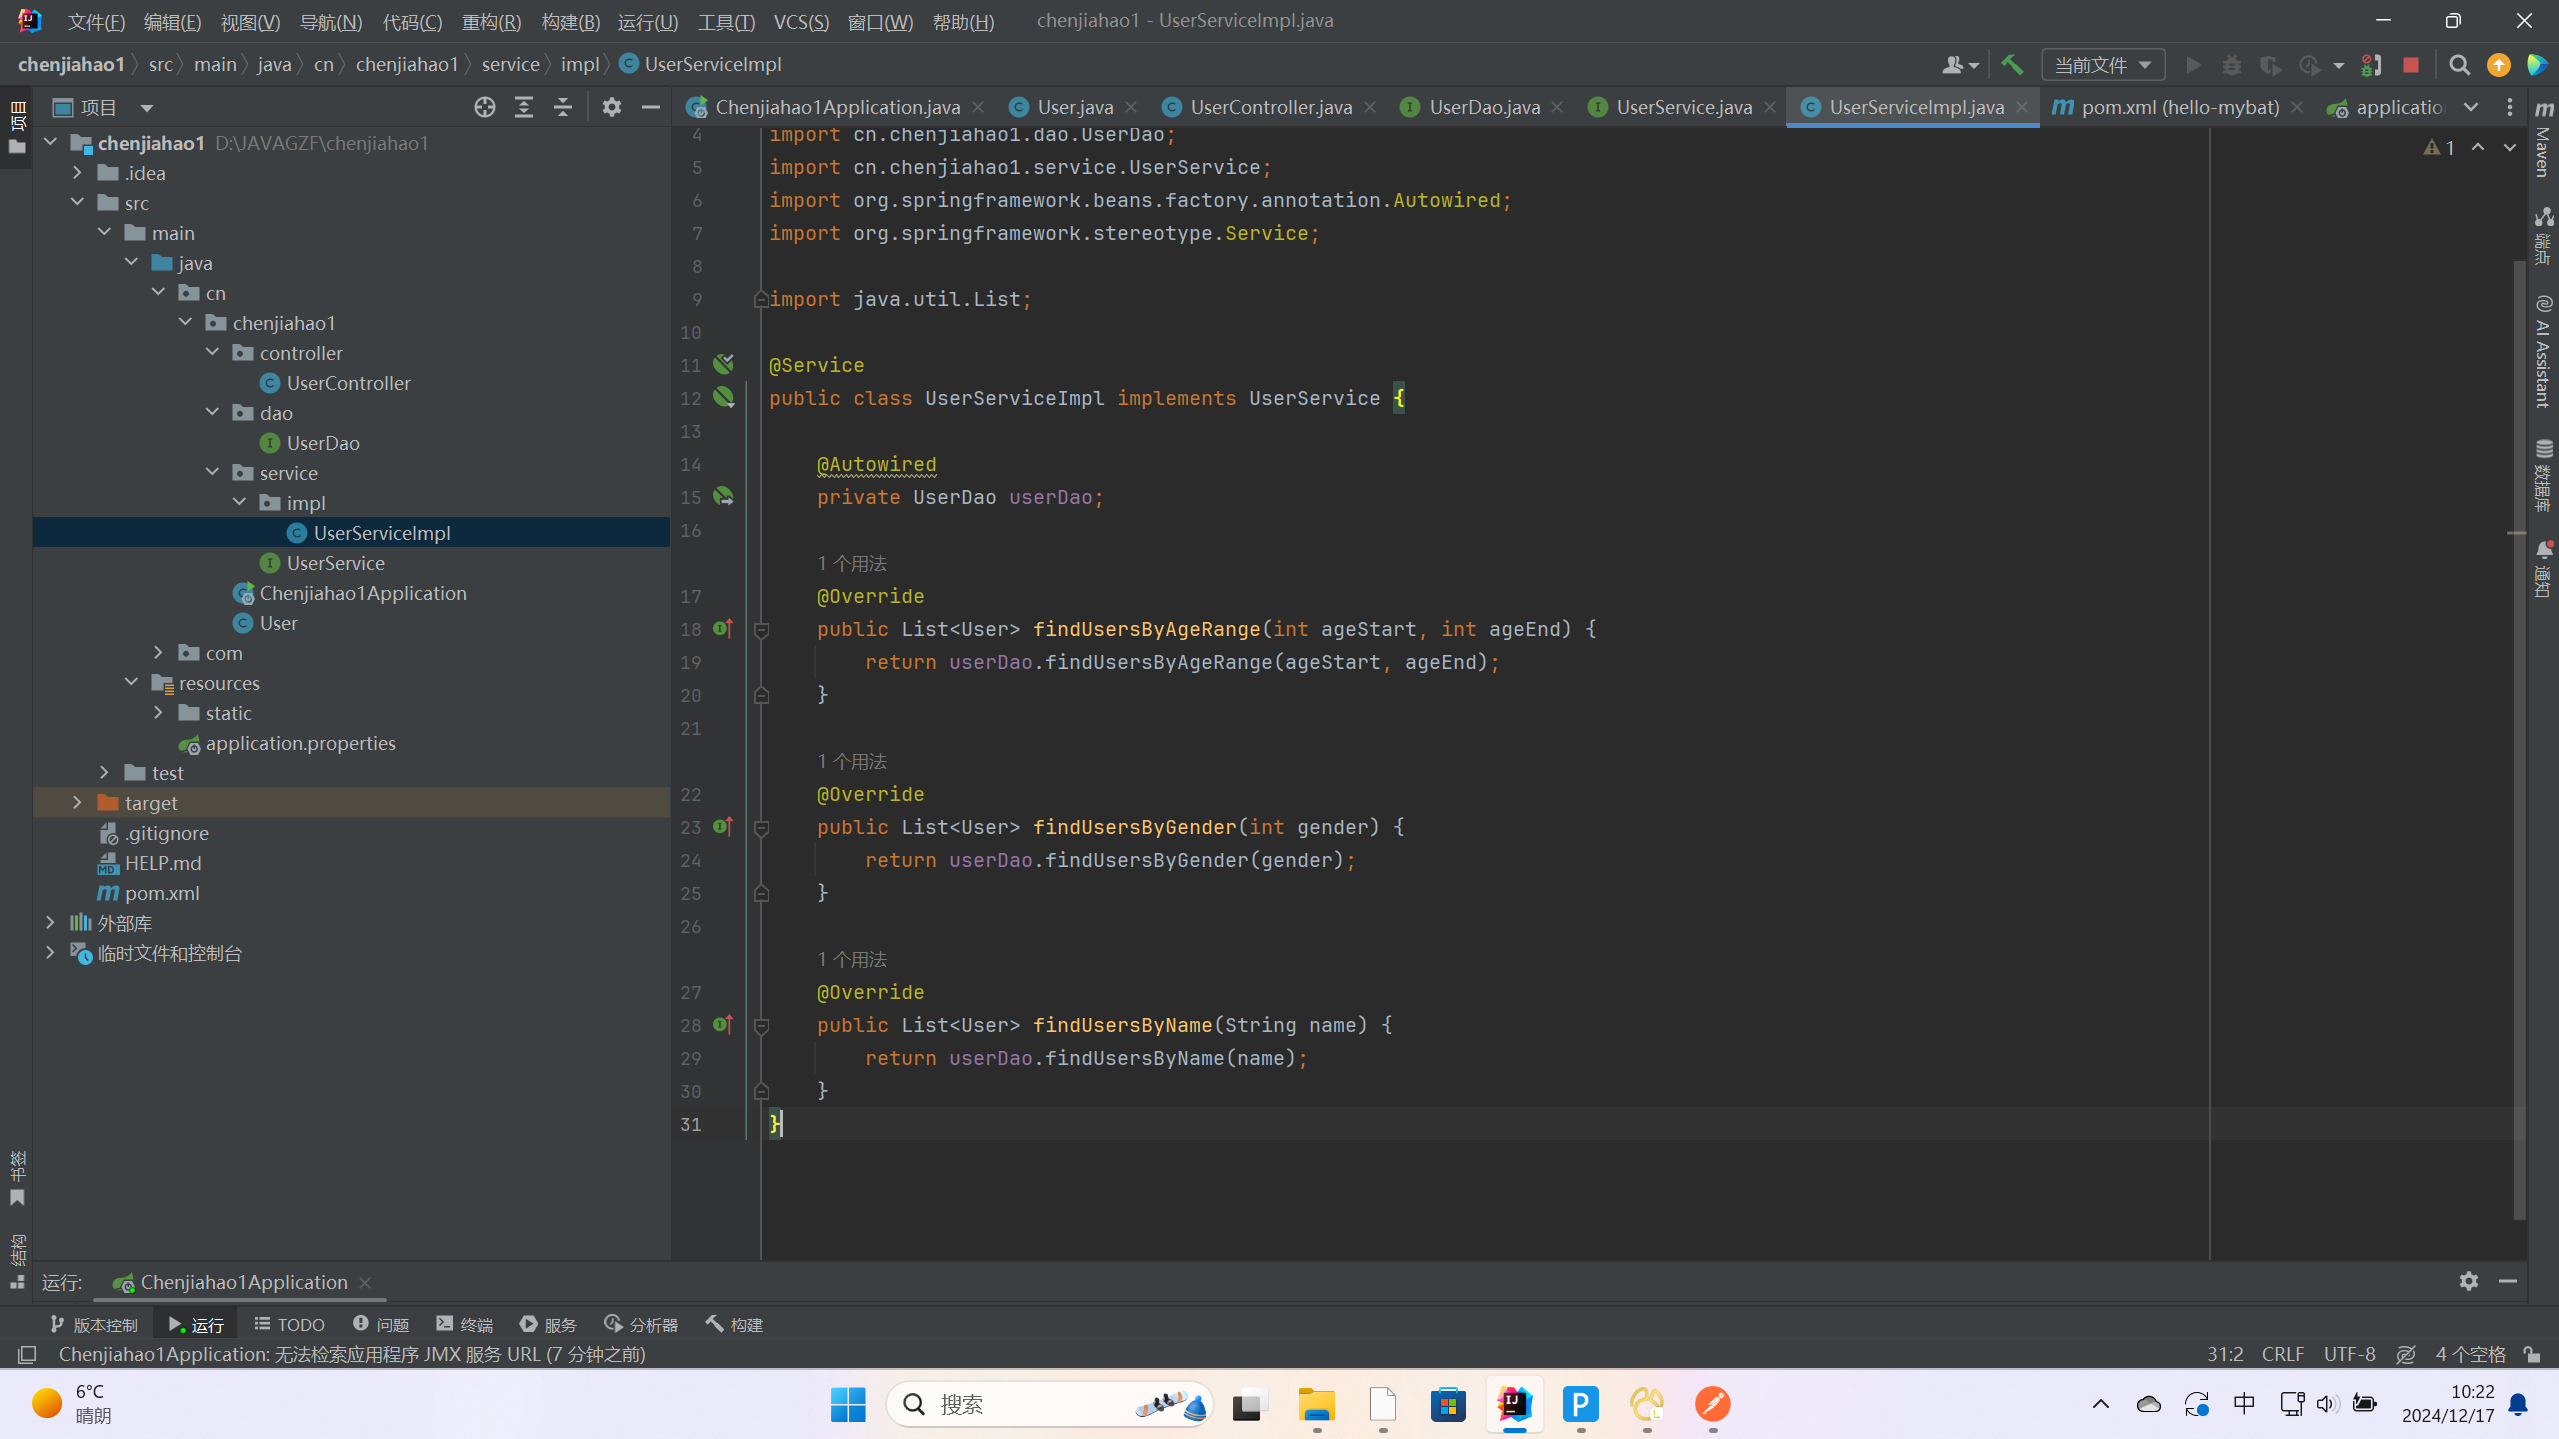 文件(F) 编辑(E) 视图(V) 导航(N) 代码(C) 重构(R) 构建(B) 运行(U) 工具(T) VCS(S) 窗口(W) 帮助(H) chenjiahao1 - UserServiceImpl.java
chenjiahao1 src main java cn chenjiahao1 service impl UserServiceImpl
当前文件
项目
Chenjiahao1Application.java User.java UserController.java UserDao.java UserService.java UserServiceImpl.java pom.xml (hello-mybat) applicatio
项目
书签
结构
chenjiahao1 D:\JAVAGZF\chenjiahao1
.idea
src
main
java
cn
chenjiahao1
controller
UserController
dao
UserDao
service
impl
UserServiceImpl
UserService
Chenjiahao1Application
User
com
resources
static
application.properties
test
target
.gitignore
HELP.md
pom.xml
外部库
临时文件和控制台
4 import cn.chenjiahao1.dao.UserDao;
5 import cn.chenjiahao1.service.UserService;
6 import org.springframework.beans.factory.annotation.Autowired;
7 import org.springframework.stereotype.Service;
8
9 import java.util.List;
10
11 @Service
12 public class UserServiceImpl implements UserService {
13
14 @Autowired
15 private UserDao userDao;
16
1 个用法
17 @Override
18 public List<User> findUsersByAgeRange(int ageStart, int ageEnd) {
19 return userDao.findUsersByAgeRange(ageStart, ageEnd);
20 }
21
1 个用法
22 @Override
23 public List<User> findUsersByGender(int gender) {
24 return userDao.findUsersByGender(gender);
25 }
26
1 个用法
27 @Override
28 public List<User> findUsersByName(String name) {
29 return userDao.findUsersByName(name);
30 }
31 }
1
Maven
端点
AI Assistant
数据库
通知
运行: Chenjiahao1Application
版本控制 运行 TODO 问题 终端 服务 分析器 构建
Chenjiahao1Application: 无法检索应用程序 JMX 服务 URL (7 分钟之前) 31:2 CRLF UTF-8 4 个空格
6°C
晴朗
搜索
中
10:22
2024/12/17